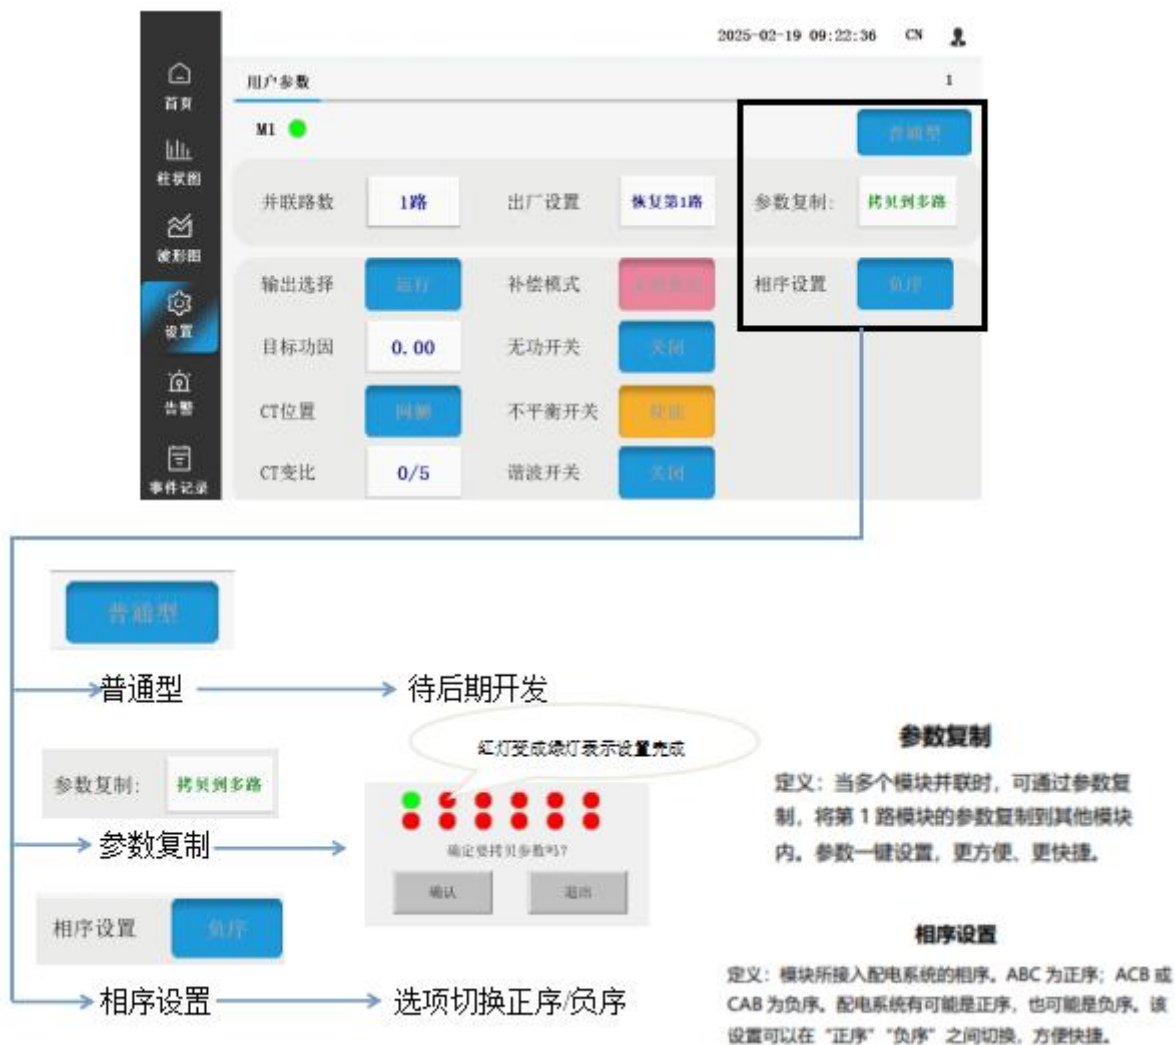 2025-02-19 09:22:36 CN
用户参数 1
首页
M1
普通型
柱状图
并联路数 1路 出厂设置 恢复第1路 参数复制: 拷贝到多路
波形图
输出选择 运行 补偿模式 相序设置 负序
设置
目标功因 0.00 无功开关 关闭
告警
CT位置 网侧 不平衡开关 使能
CT变比 0/5 谐波开关 关闭
事件记录
普通型
普通型 待后期开发
红灯变成绿灯表示设置完成
参数复制: 拷贝到多路
参数复制
确定要拷贝参数吗?
确认 退出
相序设置 负序
相序设置 选项切换正序/负序
参数复制
定义：当多个模块并联时，可通过参数复
制，将第 1 路模块的参数复制到其他模块
内。参数一键设置，更方便、更快捷。
相序设置
定义：模块所接入配电系统的相序。ABC 为正序；ACB 或
CAB 为负序。配电系统有可能是正序，也可能是负序。该
设置可以在“正序”“负序”之间切换，方便快捷。